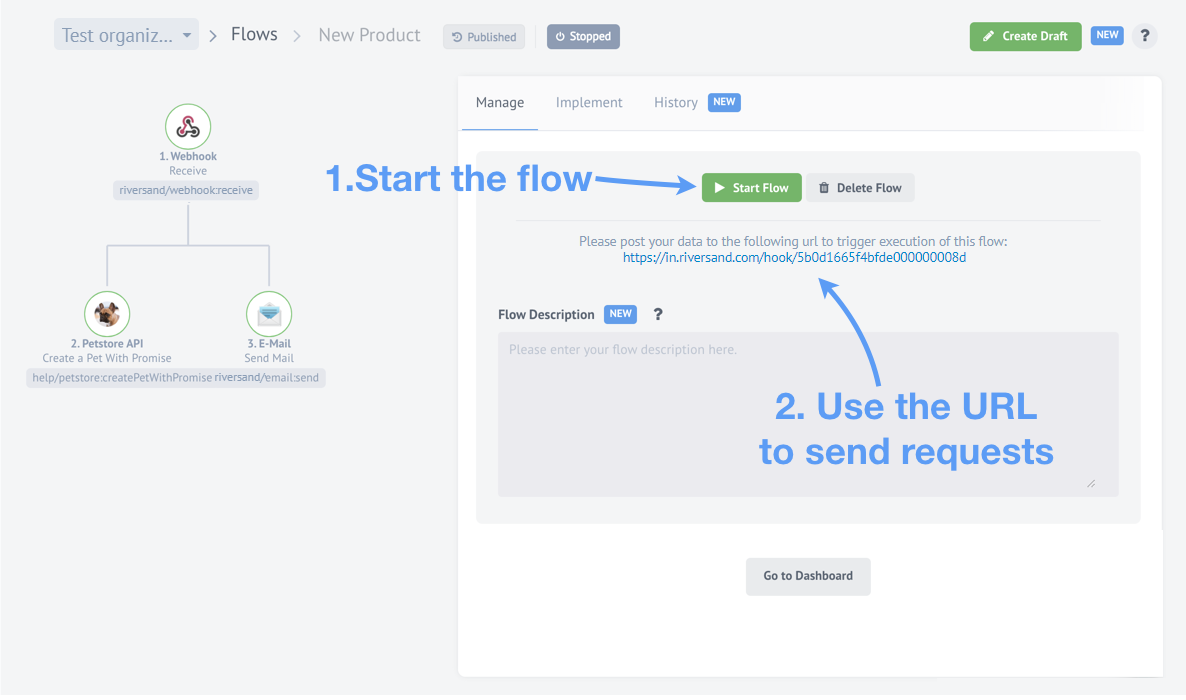 Test organiz... > Flows > New Product Published Stopped Create Draft NEW ?
Manage Implement History NEW
1. Webhook
Receive
riversand/webhook:receive
1.Start the flow
Start Flow Delete Flow
Please post your data to the following url to trigger execution of this flow:
https://in.riversand.com/hook/5b0d1665f4bfde000000008d
Flow Description NEW ?
Please enter your flow description here.
2. Petstore API
Create a Pet With Promise
help/petstore:createPetWithPromise
3. E-Mail
Send Mail
riversand/email:send
2. Use the URL
to send requests
Go to Dashboard